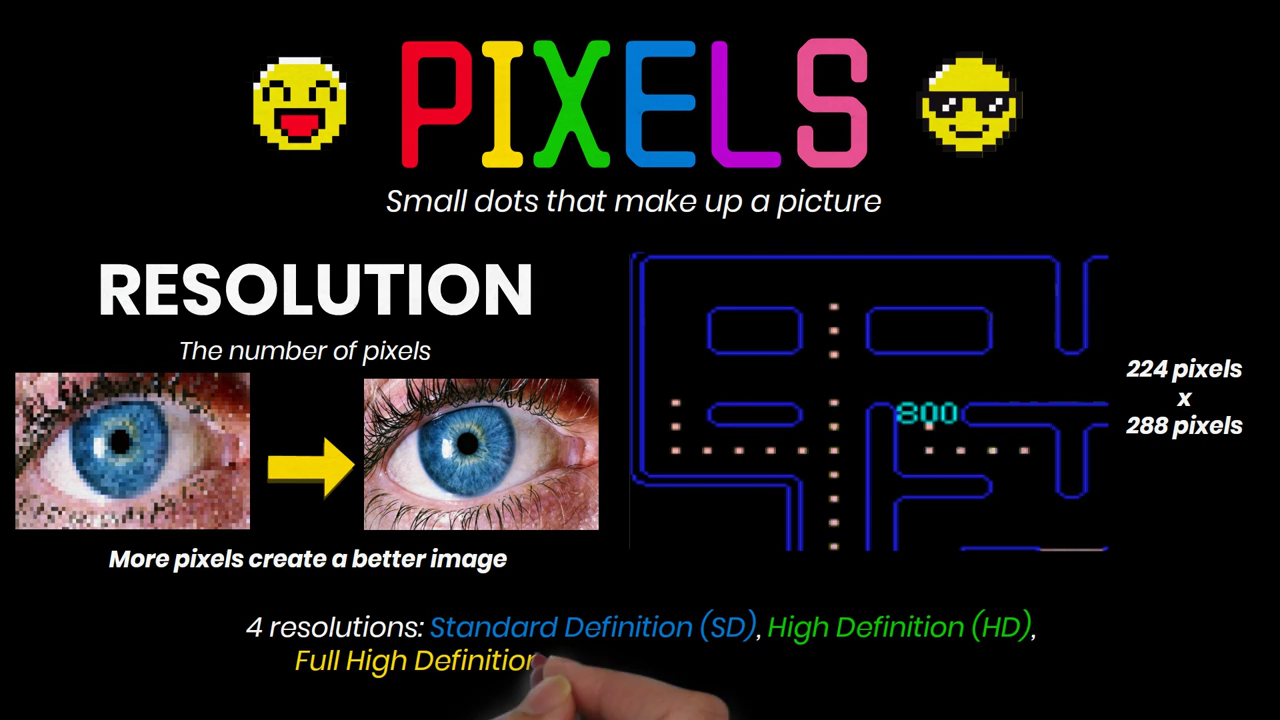 PIXELS
Small dots that make up a picture
RESOLUTION
The number of pixels
More pixels create a better image
800
224 pixels
x
288 pixels
4 resolutions: Standard Definition (SD), High Definition (HD),
Full High Definition